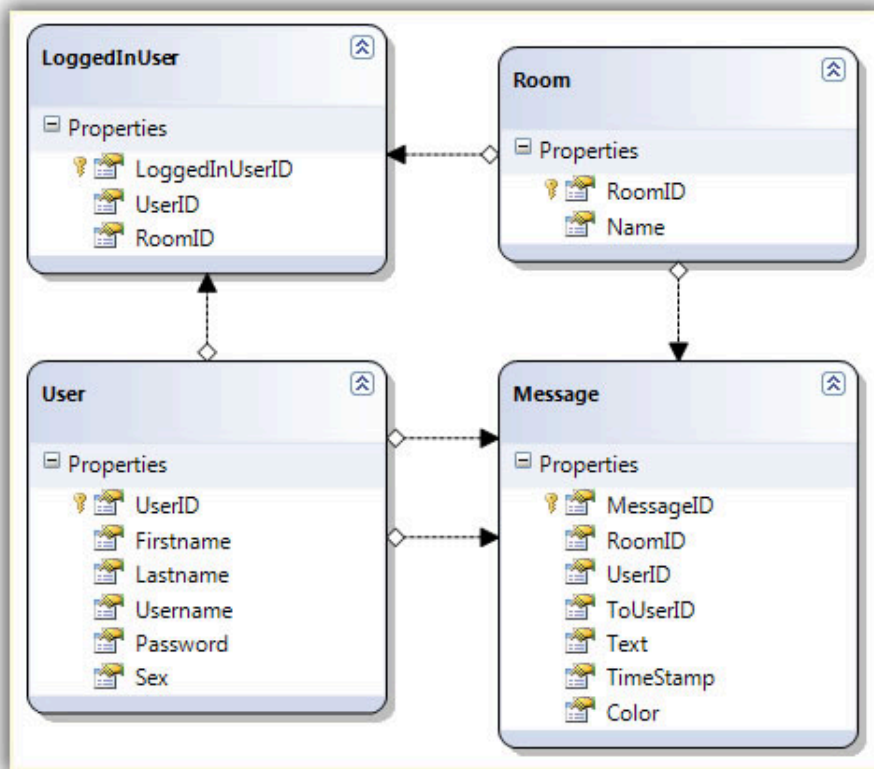 LoggedInUser
Properties
LoggedInUserID
UserID
RoomID
Room
Properties
RoomID
Name
User
Properties
UserID
Firstname
Lastname
Username
Password
Sex
Message
Properties
MessageID
RoomID
UserID
ToUserID
Text
TimeStamp
Color